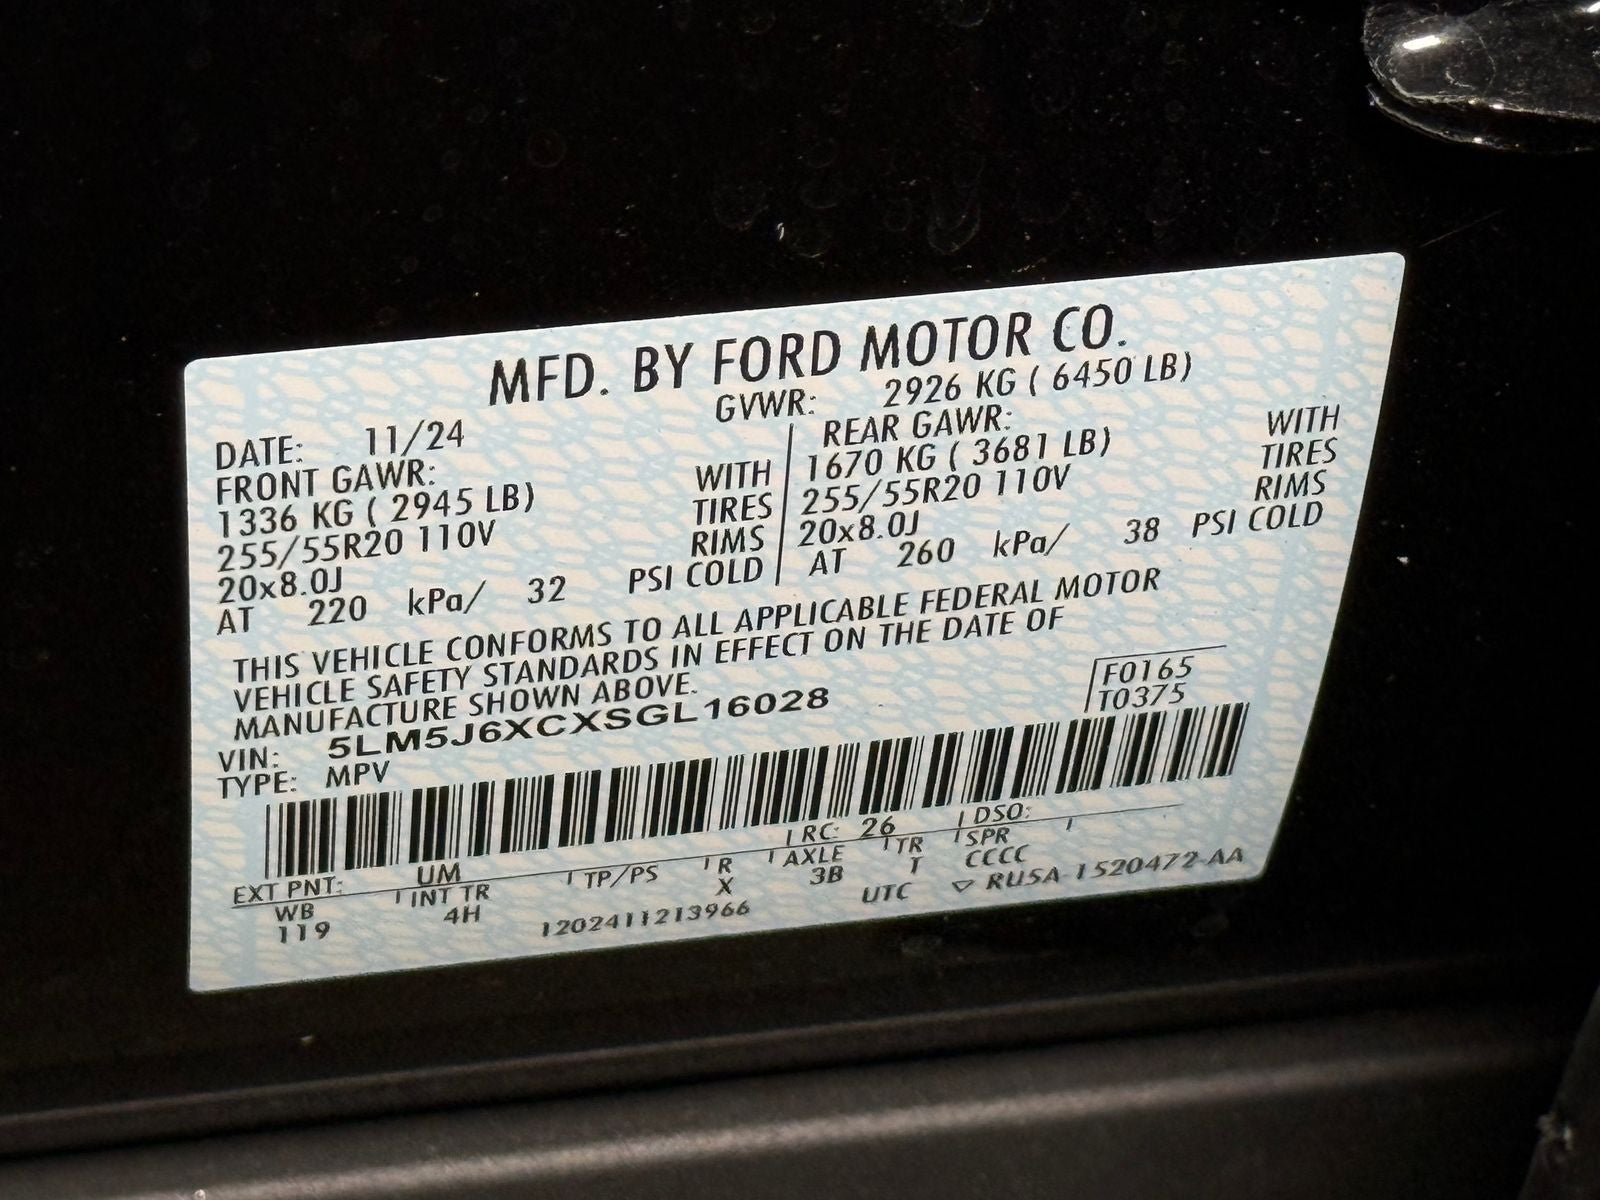 MFD. BY FORD MOTOR CO.
DATE: 11/24 GVWR: 2926 KG ( 6450 LB)
FRONT GAWR: REAR GAWR:
1336 KG ( 2945 LB) WITH 1670 KG ( 3681 LB) WITH
255/55R20 110V TIRES 255/55R20 110V TIRES
20x8.0J RIMS 20x8.0J RIMS
AT 220 kPa/ 32 PSI COLD AT 260 kPa/ 38 PSI COLD
THIS VEHICLE CONFORMS TO ALL APPLICABLE FEDERAL MOTOR
VEHICLE SAFETY STANDARDS IN EFFECT ON THE DATE OF
MANUFACTURE SHOWN ABOVE.
F0165
T0375
VIN: 5LM5J6XCXSGL16028
TYPE: MPV
EXT PNT: UM RC: 26 DSO:
WB INT TR TP/PS R AXLE TR SPR
119 4H X 3B T CCCC
1202411213966 UTC ▽ RU5A-1520472-AA